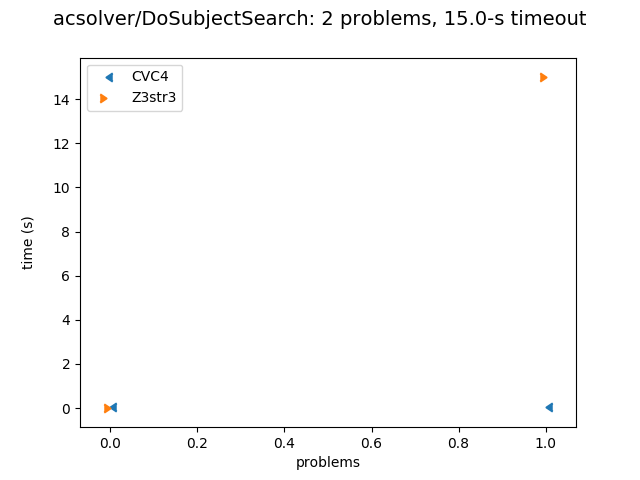 acsolver/DoSubjectSearch: 2 problems, 15.0-s timeout
CVC4
Z3str3
14
12
10
8
6
4
2
0
time (s)
0.0 0.2 0.4 0.6 0.8 1.0
problems